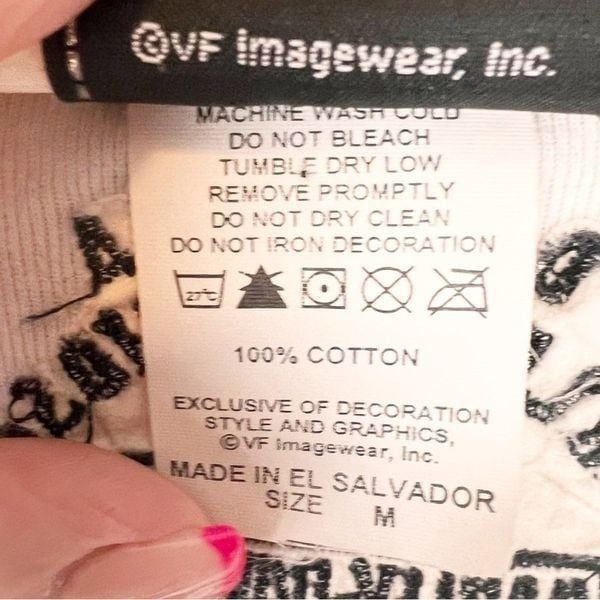 ©VF Imagewear, Inc.
MACHINE WASH COLD
DO NOT BLEACH
TUMBLE DRY LOW
REMOVE PROMPTLY
DO NOT DRY CLEAN
DO NOT IRON DECORATION
27°C
100% COTTON
EXCLUSIVE OF DECORATION
STYLE AND GRAPHICS,
©VF Imagewear, Inc.
MADE IN EL SALVADOR
SIZE M